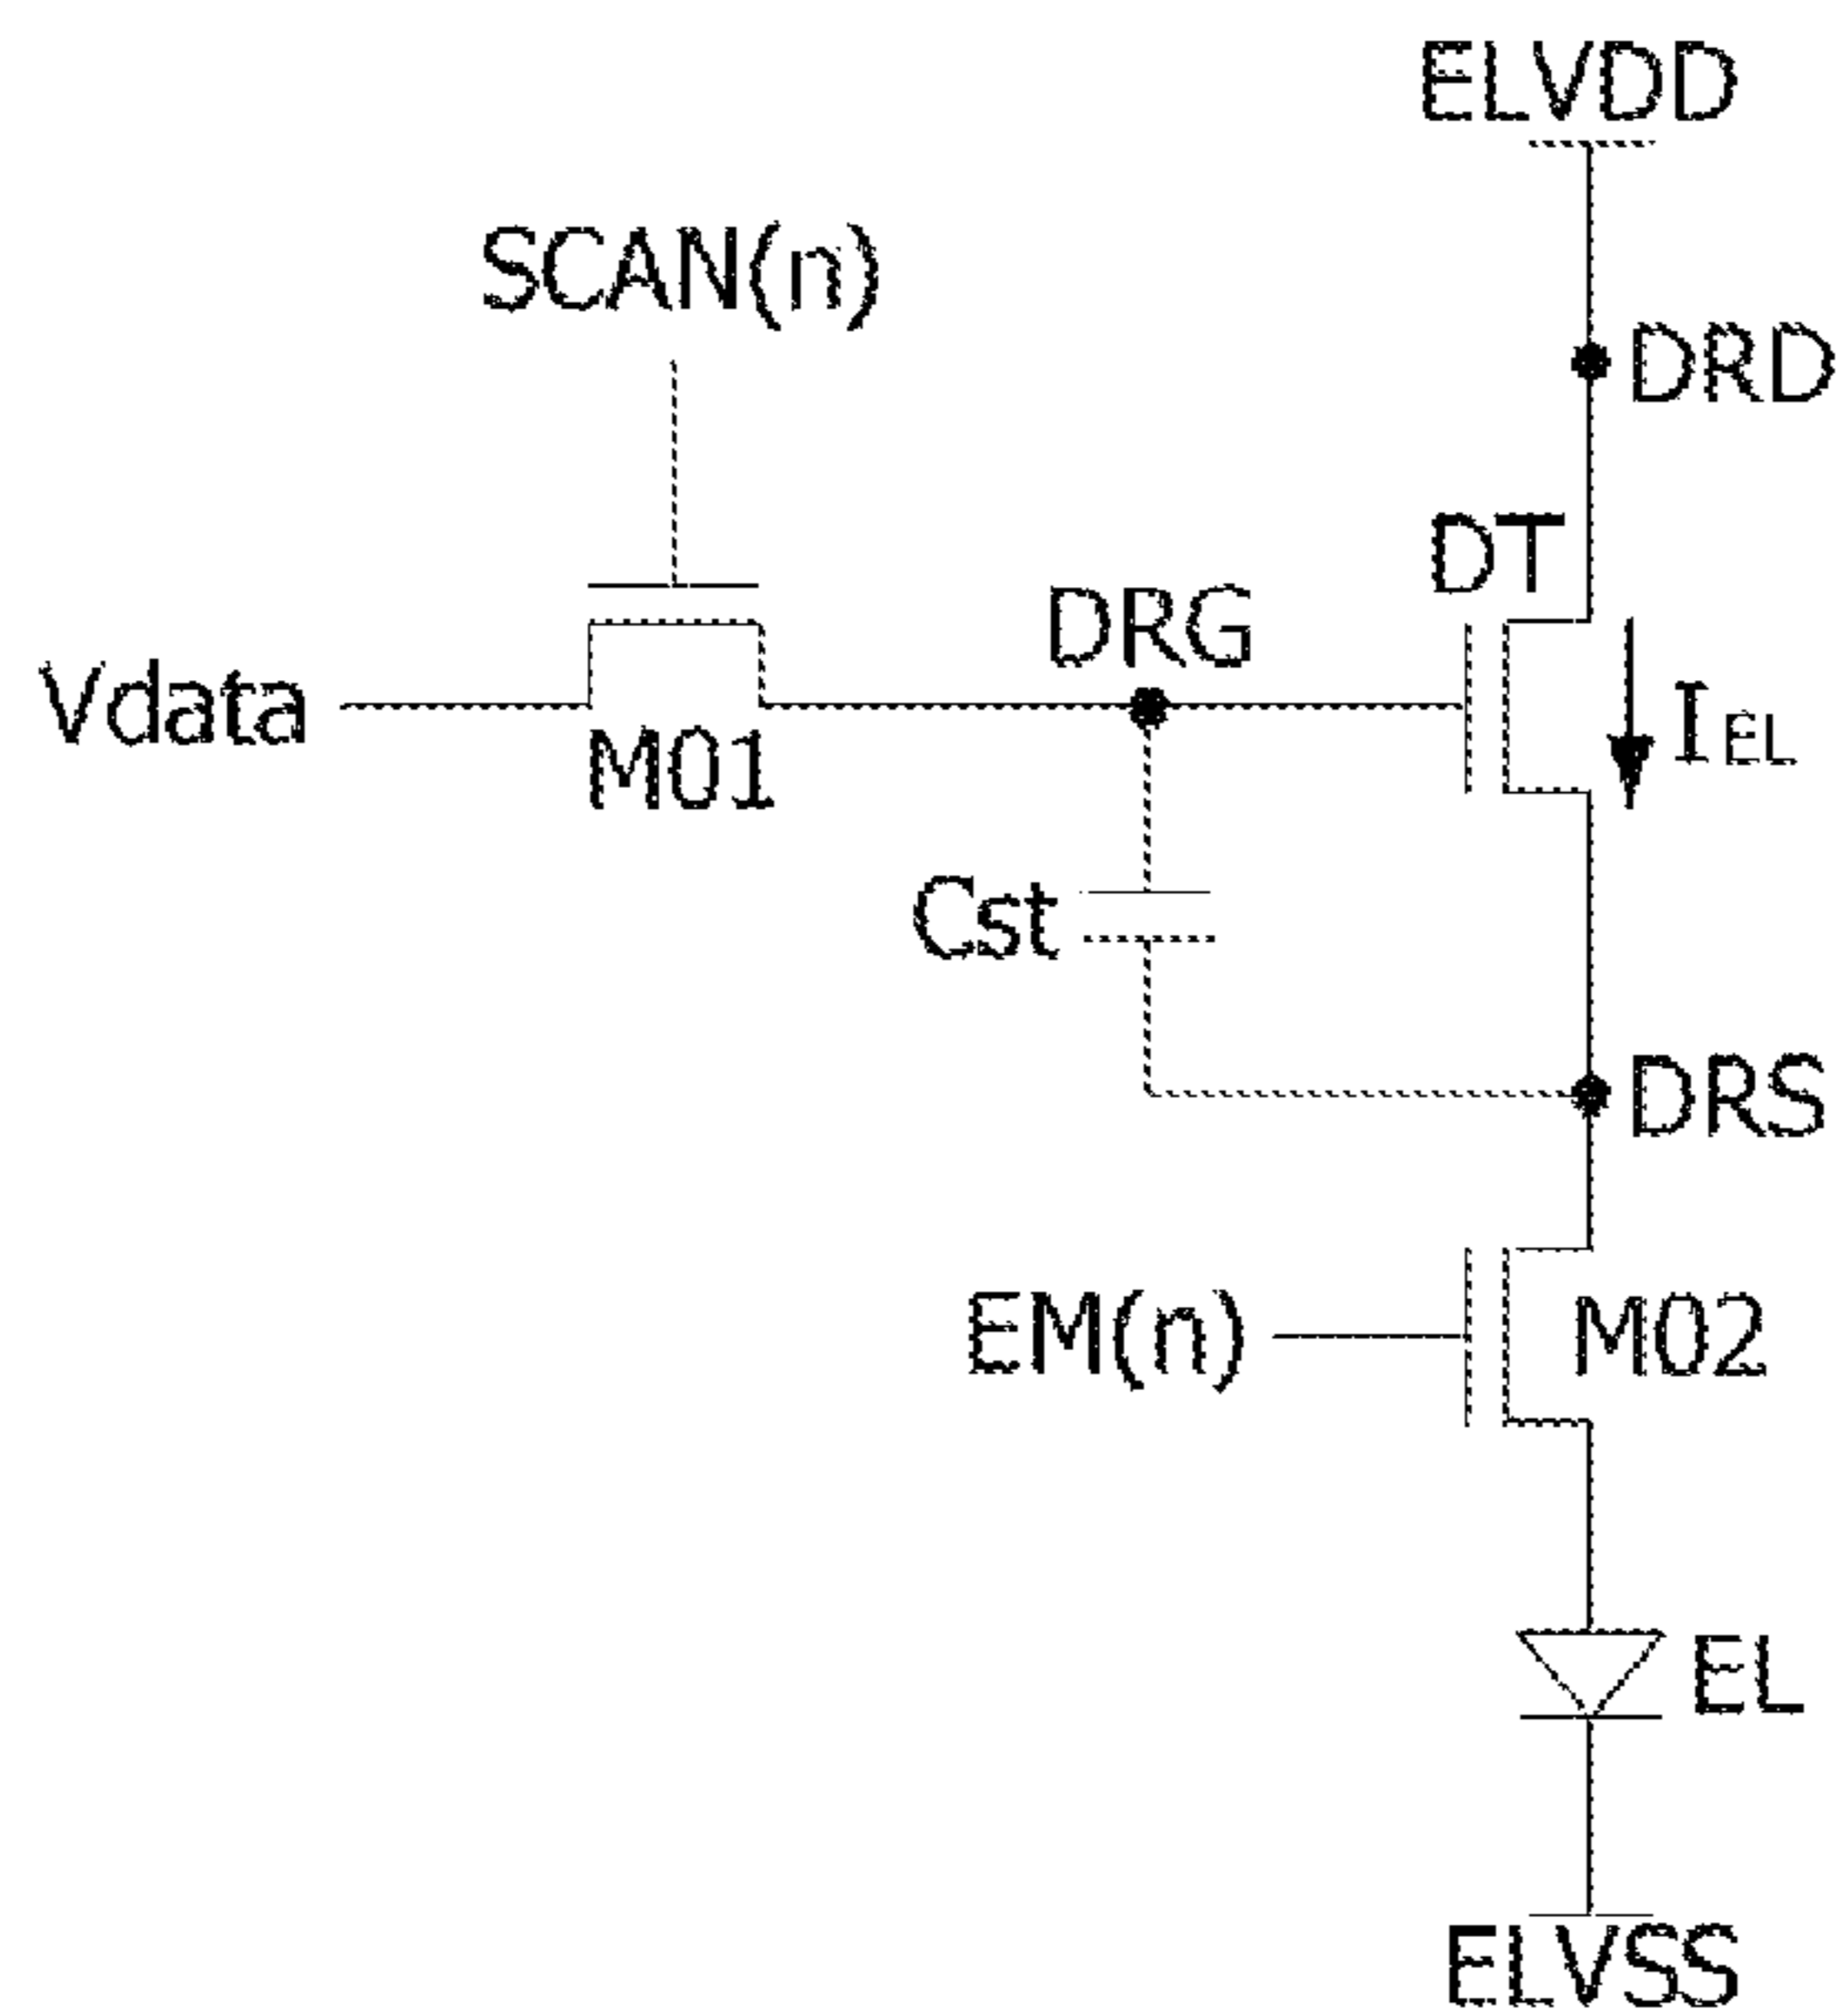 ELVDD
SCAN(n)
DRD
DT
DRG
Vdata
IEL
M01
Cst
DRS
EM(n)
M02
EL
ELVSS